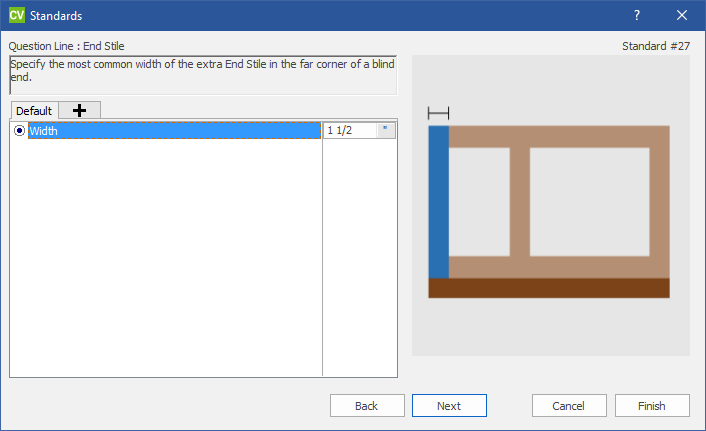 CV Standards ?
Question Line : End Stile
Standard #27
Specify the most common width of the extra End Stile in the far corner of a blind
end.
Default
Width 1 1/2 "
Back Next Cancel Finish